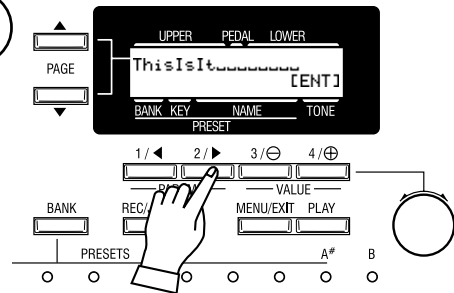 UPPER PEDAL LOWER
ThisIsIt
[ENT]
BANK KEY NAME TONE
PRESET
PAGE
1/◀ 2/▶ 3/⊖ 4/⊕
VALUE
BANK REC/ MENU/EXIT PLAY
PRESETS A# B